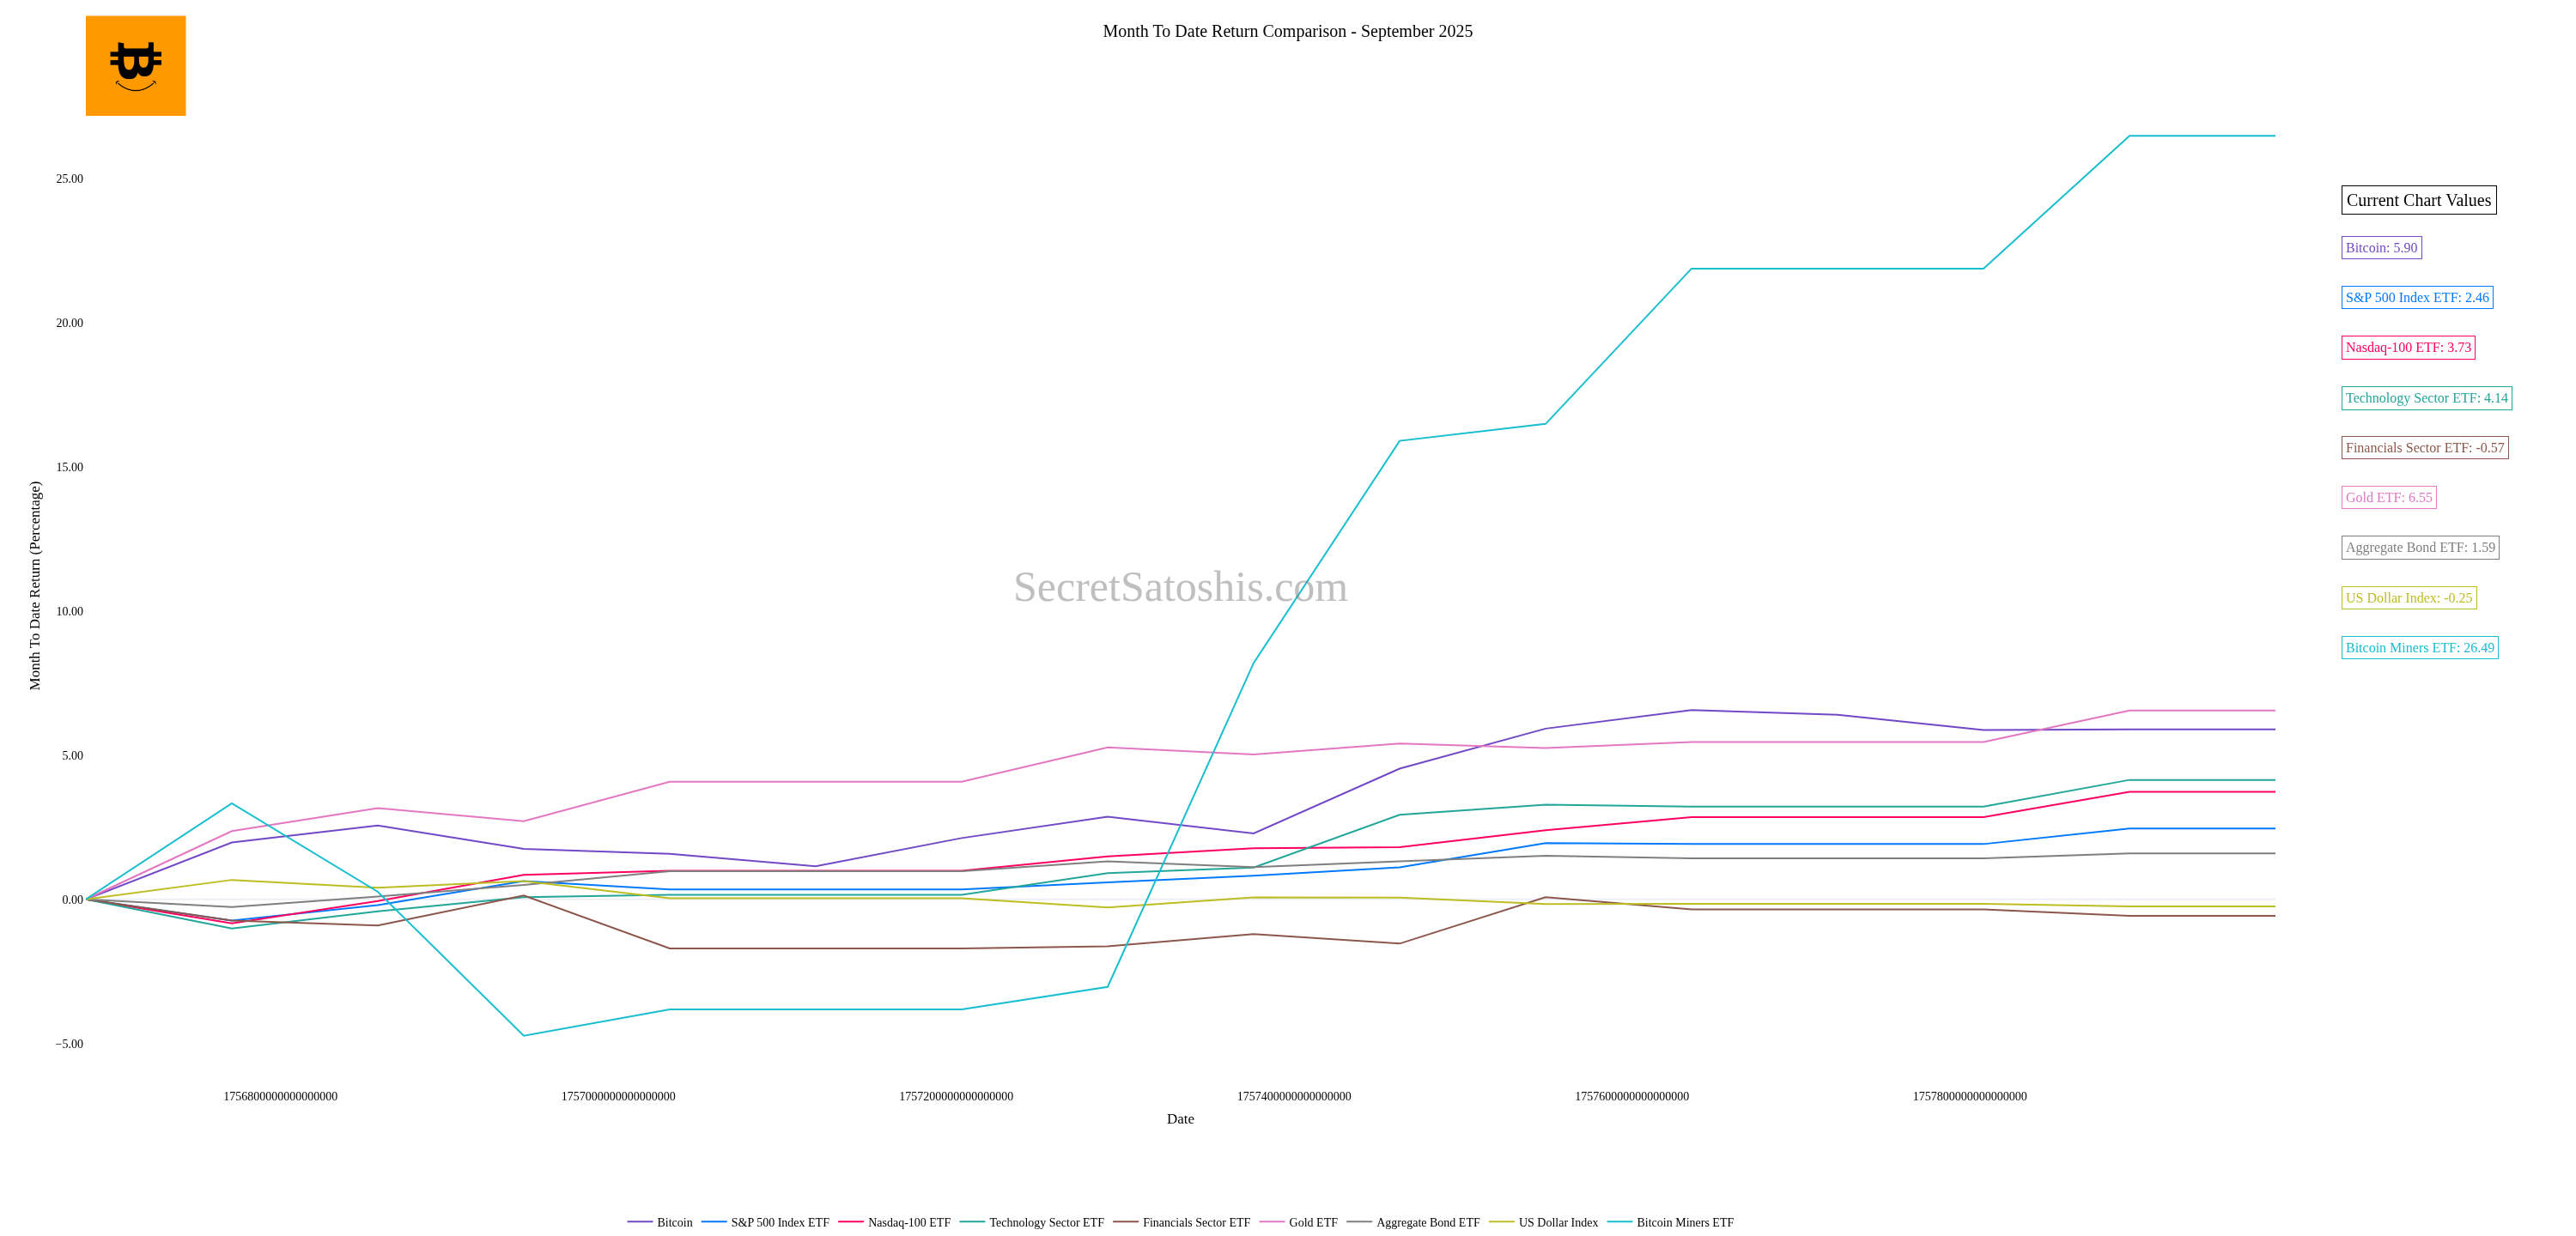 Month To Date Return Comparison - September 2025
25.00
20.00
15.00
10.00
5.00
0.00
−5.00
Month To Date Return (Percentage)
SecretSatoshis.com
Current Chart Values
Bitcoin: 5.90
S&P 500 Index ETF: 2.46
Nasdaq-100 ETF: 3.73
Technology Sector ETF: 4.14
Financials Sector ETF: -0.57
Gold ETF: 6.55
Aggregate Bond ETF: 1.59
US Dollar Index: -0.25
Bitcoin Miners ETF: 26.49
1756800000000000000 1757000000000000000 1757200000000000000 1757400000000000000 1757600000000000000 1757800000000000000
Date
Bitcoin S&P 500 Index ETF Nasdaq-100 ETF Technology Sector ETF Financials Sector ETF Gold ETF Aggregate Bond ETF US Dollar Index Bitcoin Miners ETF